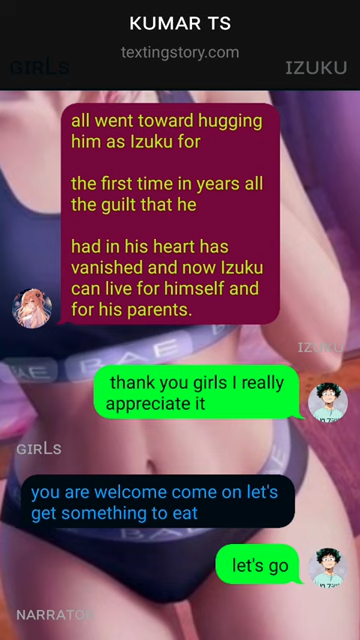 KUMAR TS
textingstory.com
GIRLS
IZUKU
all went toward hugging
him as Izuku for
the first time in years all
the guilt that he
had in his heart has
vanished and now Izuku
can live for himself and
for his parents.
BAE
IZUKU
thank you girls I really
appreciate it
GIRLS
you are welcome come on let's
get something to eat
let's go
NARRATOR